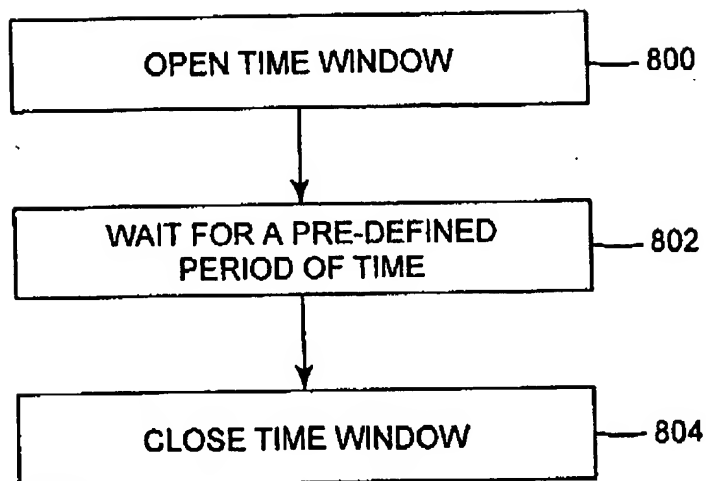 OPEN TIME WINDOW
800
WAIT FOR A PRE-DEFINED
PERIOD OF TIME
802
CLOSE TIME WINDOW
804